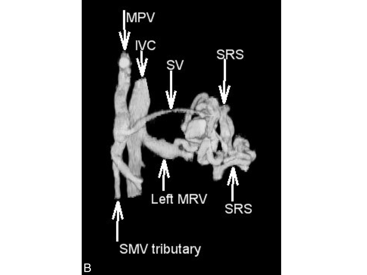 MPV
IVC
SV
SRS
Left MRV
SRS
SMV tributary
B